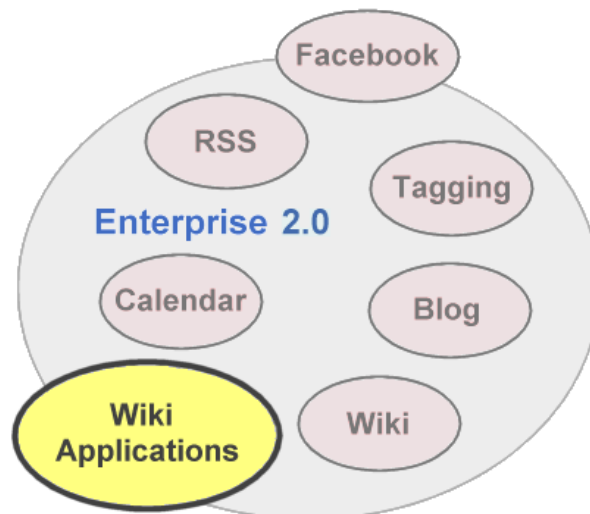 Facebook
RSS
Tagging
Enterprise 2.0
Calendar
Blog
Wiki
Applications
Wiki